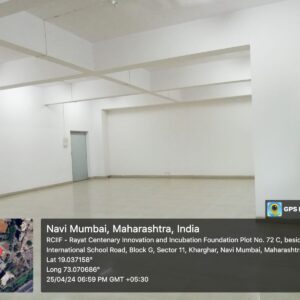 GPS
Navi Mumbai, Maharashtra, India
RCIIF - Rayat Centenary Innovation and Incubation Foundation Plot No. 72 C, besid
International School Road, Block G, Sector 11, Kharghar, Navi Mumbai, Maharasht
Lat 19.037158°
Long 73.070686°
25/04/24 06:59 PM GMT +05:30